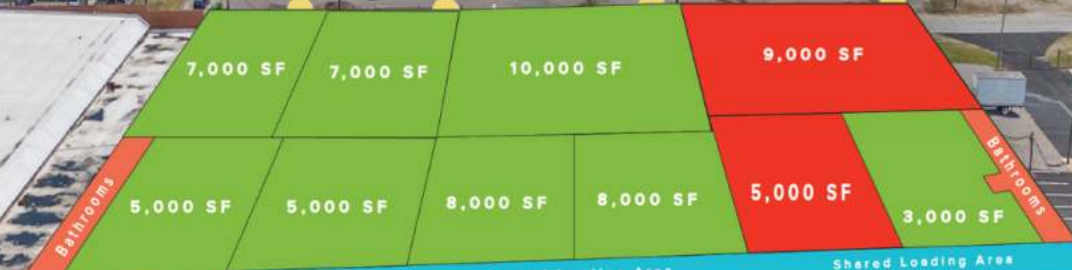 7,000 SF
7,000 SF
10,000 SF
9,000 SF
Bathrooms
5,000 SF
5,000 SF
8,000 SF
8,000 SF
5,000 SF
3,000 SF
Bathrooms
Area
Shared Loading Area